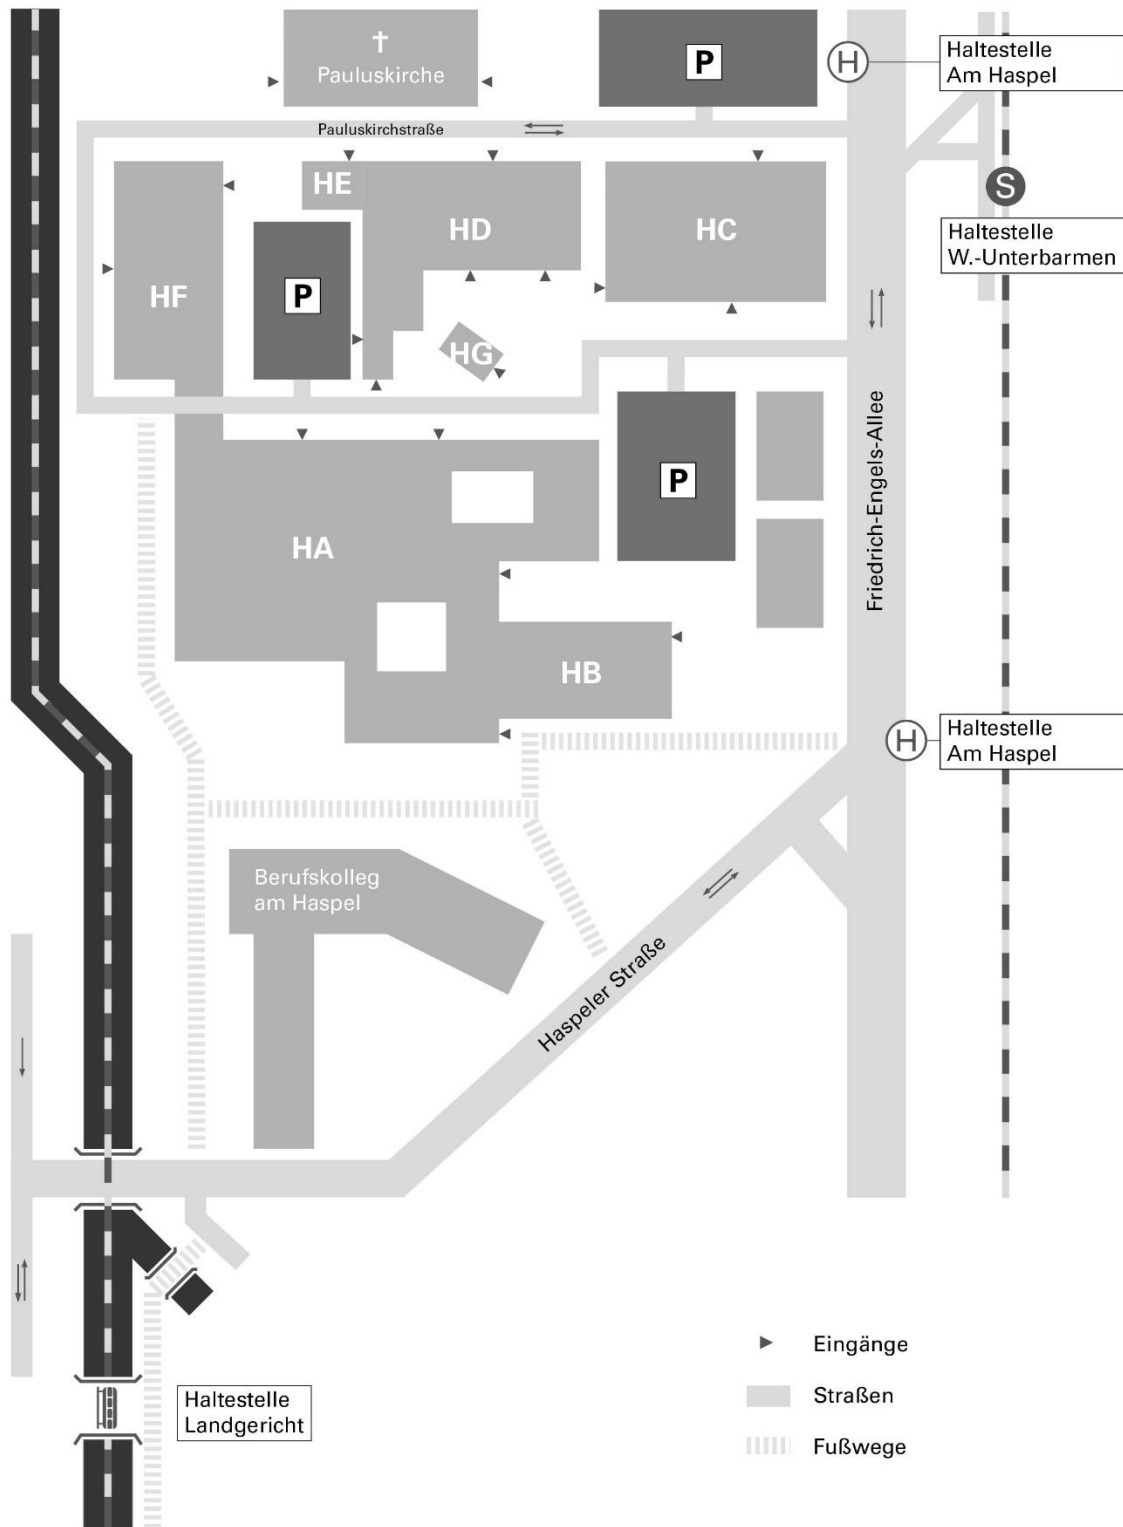 Pauluskirche
P
H
Haltestelle
Am Haspel
Pauluskirchstraße
S
Haltestelle
W.-Unterbarmen
HE
HD
HC
HF
P
HG
Friedrich-Engels-Allee
P
HA
HB
H
Haltestelle
Am Haspel
Berufskolleg
am Haspel
Haspeler Straße
Haltestelle
Landgericht
Eingänge
Straßen
Fußwege